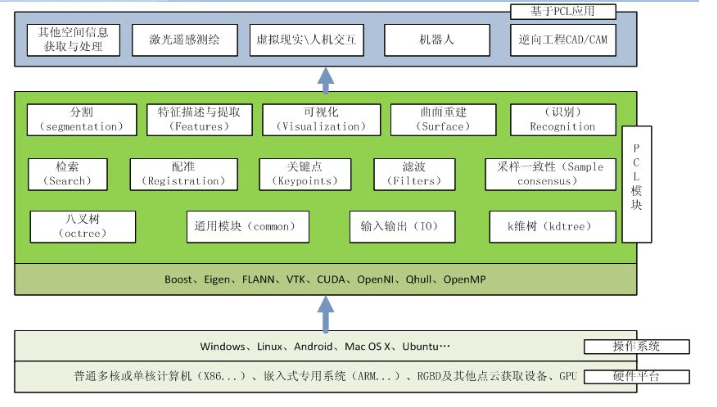 基于PCL应用
其他空间信息
获取与处理
激光遥感测绘
虚拟现实\人机交互
机器人
逆向工程CAD/CAM
分割
（segmentation）
特征描述与提取
（Features）
可视化
（Visualization）
曲面重建
（Surface）
（识别）
Recognition
PCL模块
检索
（Search）
配准
（Registration）
关键点
（Keypoints）
滤波
（Filters）
采样一致性（Sample
consensus）
八叉树
（octree）
通用模块（common）
输入输出（IO）
k维树（kdtree）
Boost、Eigen、FLANN、VTK、CUDA、OpenNI、Qhull、OpenMP
Windows、Linux、Android、Mac OS X、Ubuntu…
操作系统
普通多核或单核计算机（X86...）、嵌入式专用系统（ARM...）、RGBD及其他点云获取设备、GPU
硬件平台